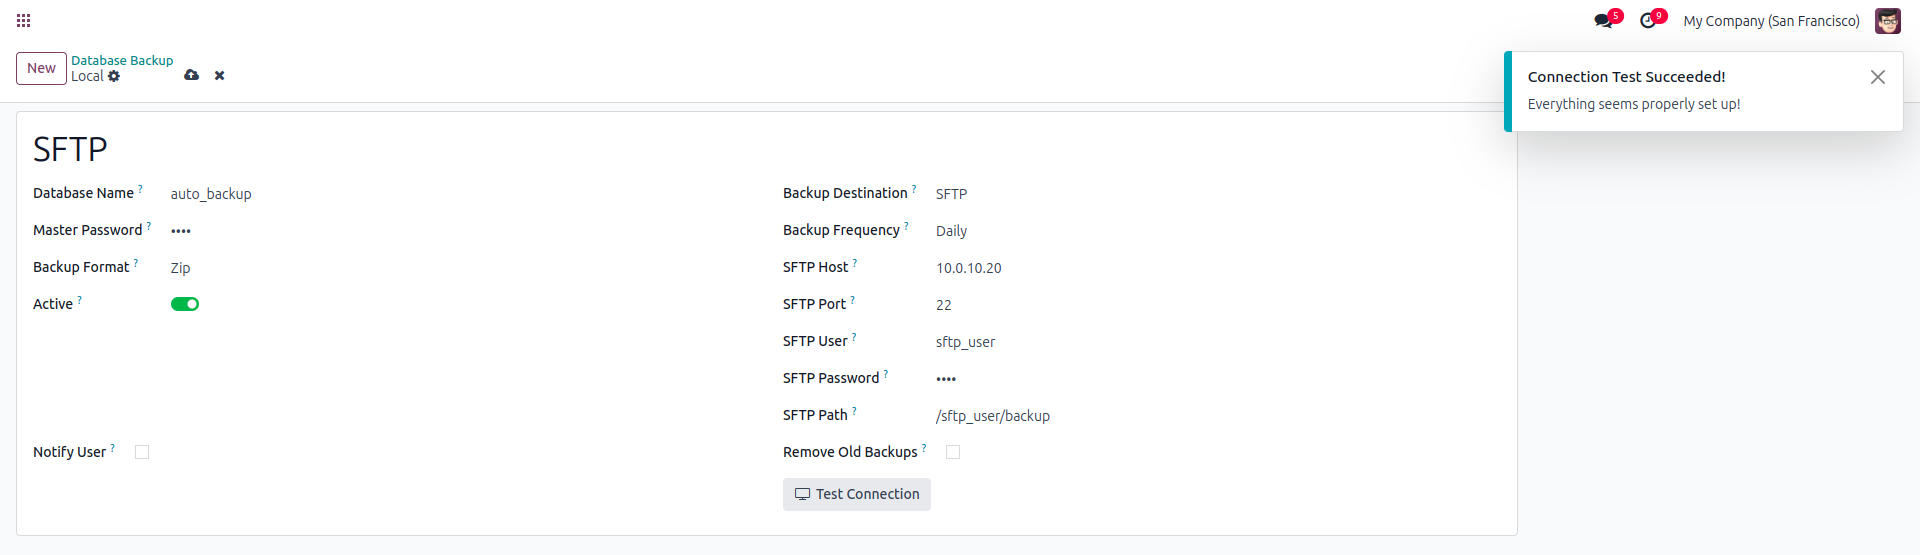 5
9
My Company (San Francisco)
New
Database Backup
Local
Connection Test Succeeded!
Everything seems properly set up!
SFTP
Database Name ? auto_backup
Master Password ? ••••
Backup Format ? Zip
Active ?
Notify User ?
Backup Destination ? SFTP
Backup Frequency ? Daily
SFTP Host ? 10.0.10.20
SFTP Port ? 22
SFTP User ? sftp_user
SFTP Password ? ••••
SFTP Path ? /sftp_user/backup
Remove Old Backups ?
Test Connection